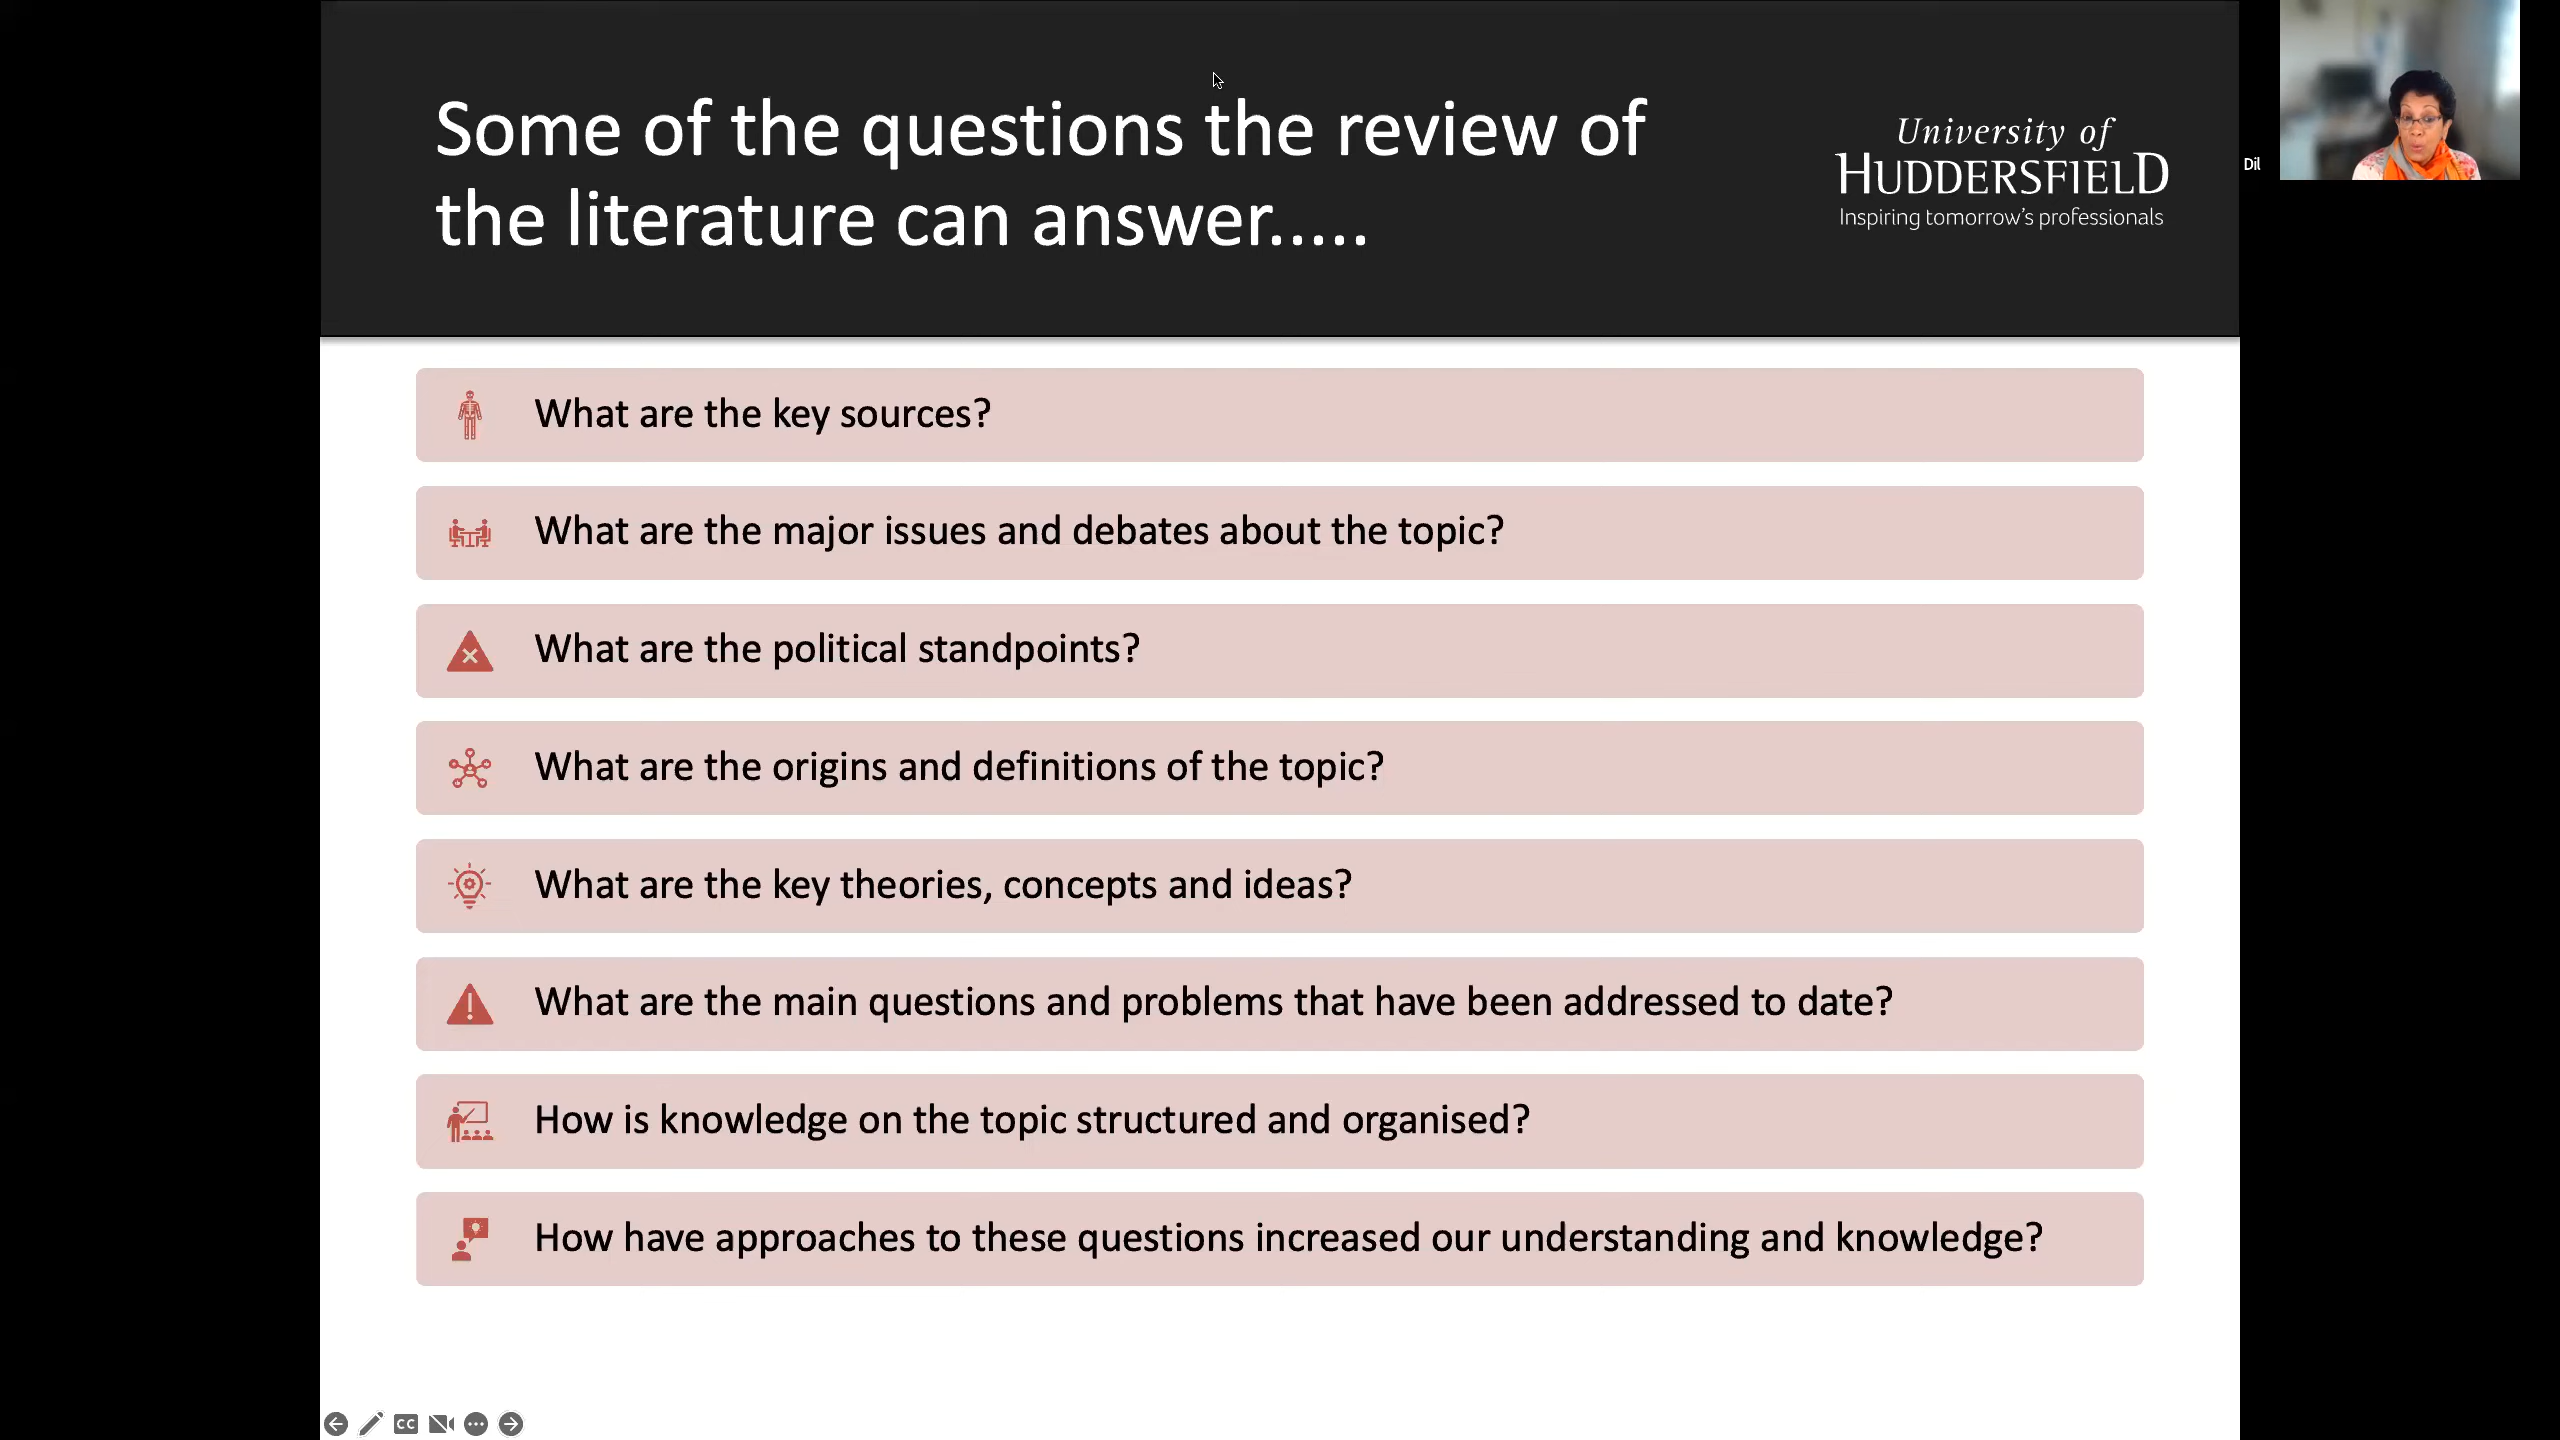 Some of the questions the review of
the literature can answer.....
University of
HUDDERSFIELD
Inspiring tomorrow's professionals
Dil
What are the key sources?
What are the major issues and debates about the topic?
What are the political standpoints?
What are the origins and definitions of the topic?
What are the key theories, concepts and ideas?
What are the main questions and problems that have been addressed to date?
How is knowledge on the topic structured and organised?
How have approaches to these questions increased our understanding and knowledge?
CC